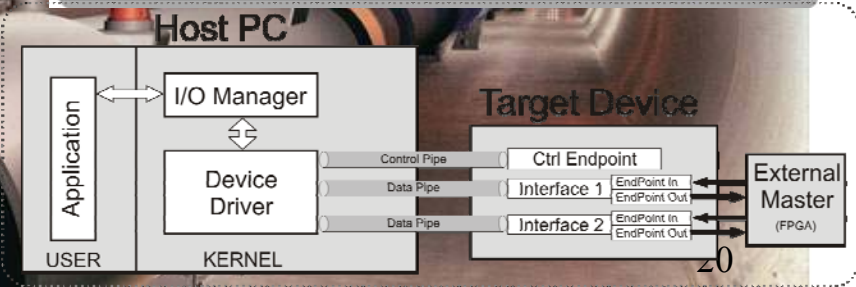 Host PC
Application
I/O Manager
Device
Driver
USER
KERNEL
Control Pipe
Data Pipe
Data Pipe
Target Device
Ctrl Endpoint
Interface 1
EndPoint In
EndPoint Out
Interface 2
EndPoint In
EndPoint Out
External
Master
(FPGA)
20